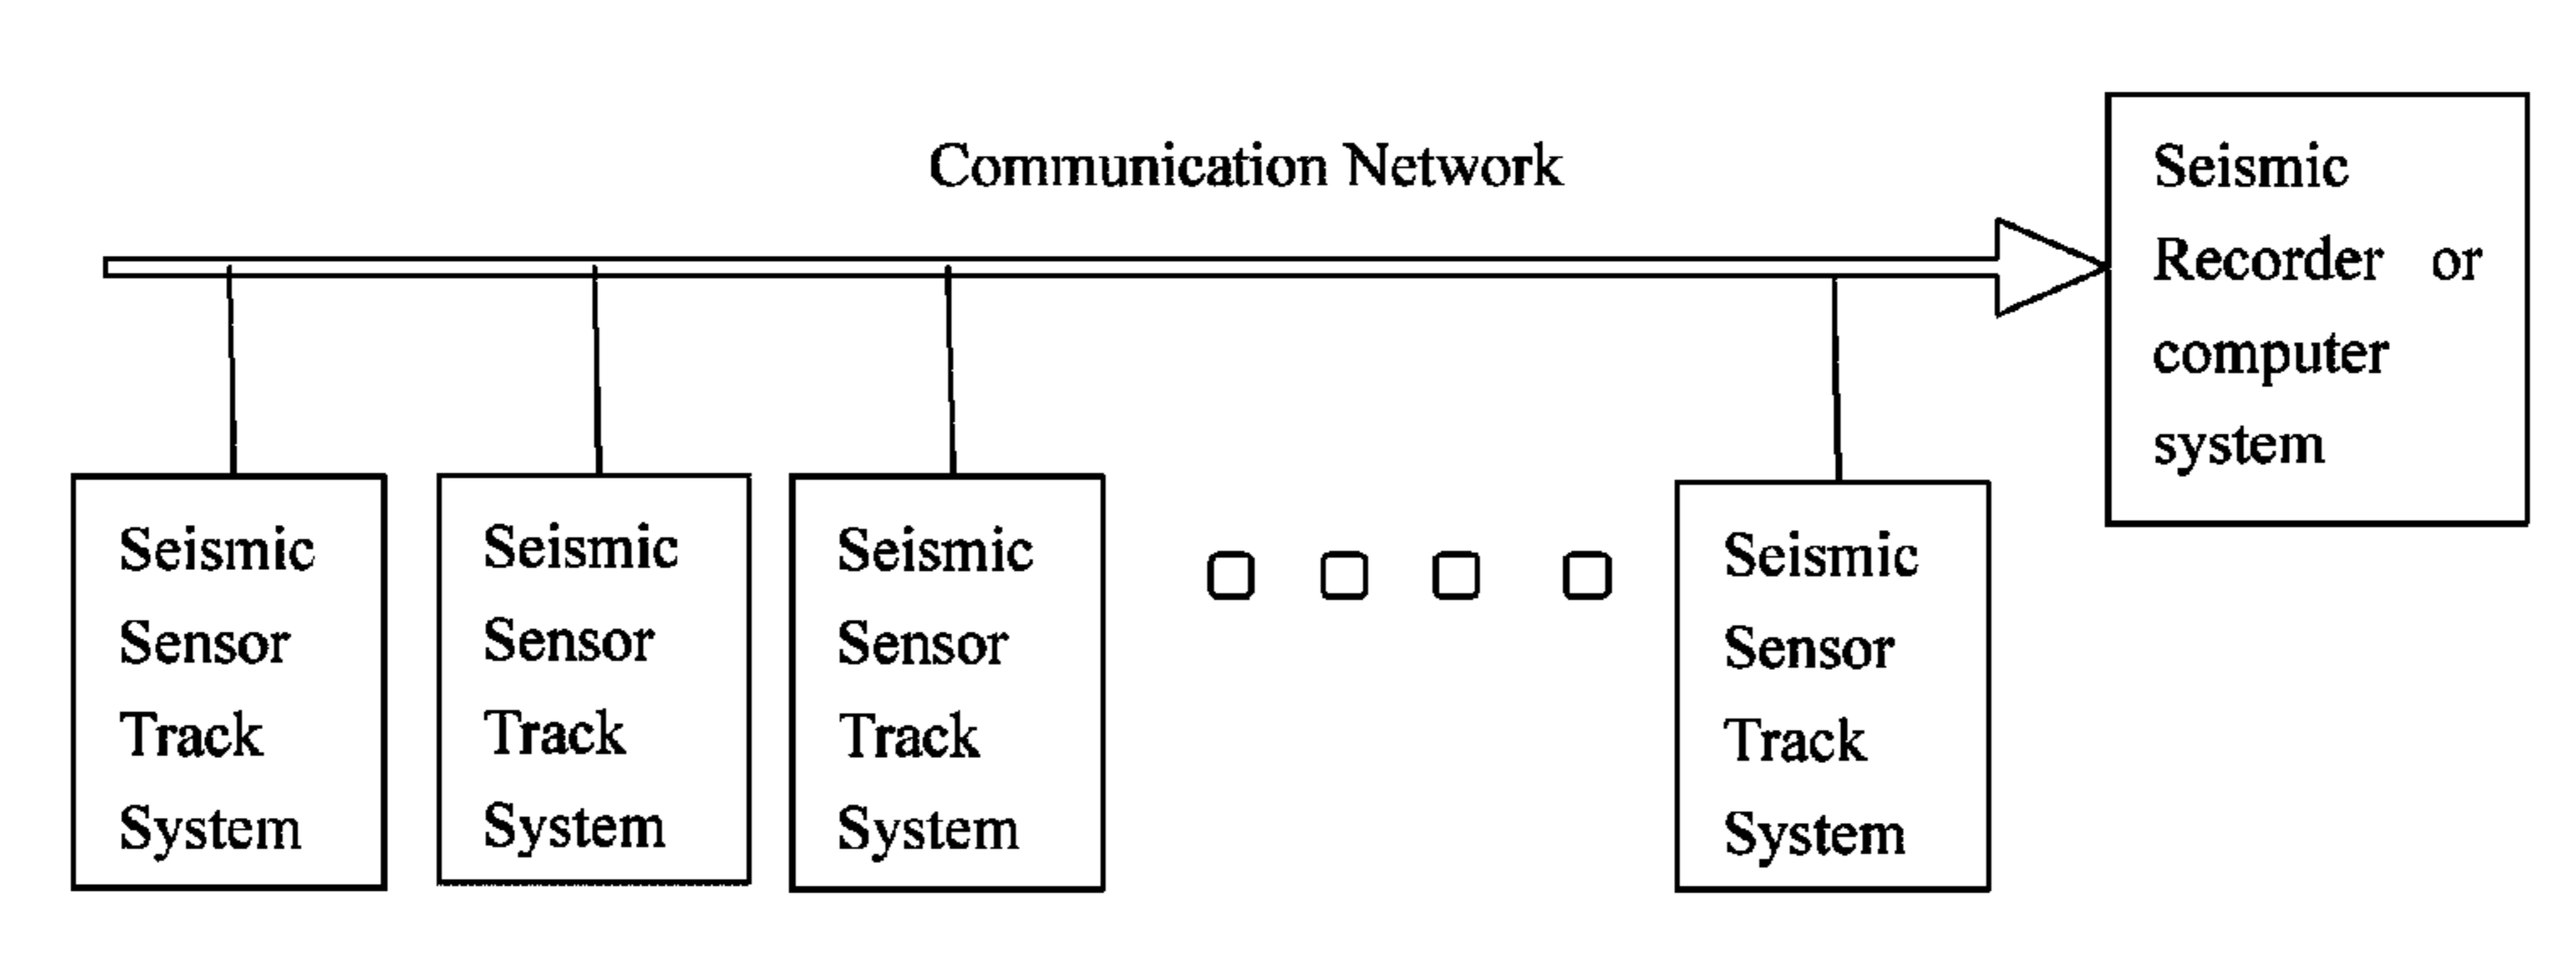 Communication Network
Seismic
Recorder or
computer
system
Seismic
Sensor
Track
System
Seismic
Sensor
Track
System
Seismic
Sensor
Track
System
Seismic
Sensor
Track
System